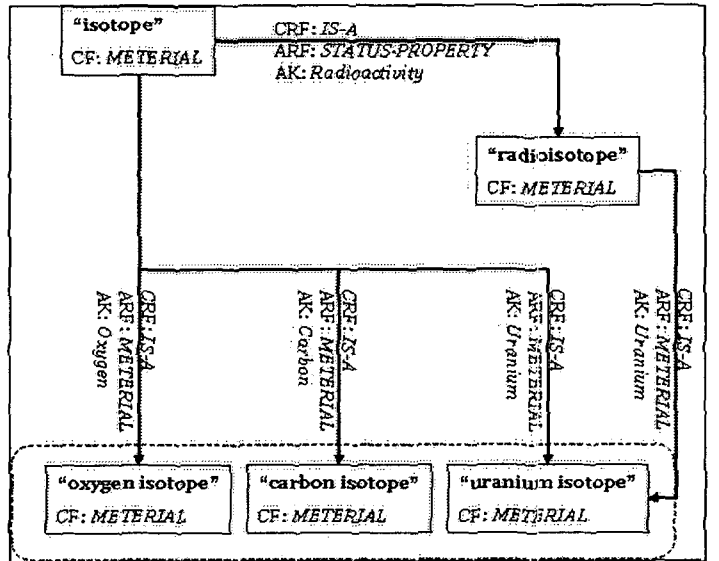 “isotope”
CF: METERIAL
CRF: IS-A
ARF: STATUS-PROPERTY
AK: Radioactivity
“radioisotope”
CF: METERIAL
CRF: IS-A
ARF: METERIAL
AK: Oxygen
CRF: IS-A
ARF: METERIAL
AK: Carbon
CRF: IS-A
ARF: METERIAL
AK: Uranium
CRF: IS-A
ARF: METERIAL
AK: Uranium
“oxygen isotope”
CF: METERIAL
“carbon isotope”
CF: METERIAL
“uranium isotope”
CF: METERIAL